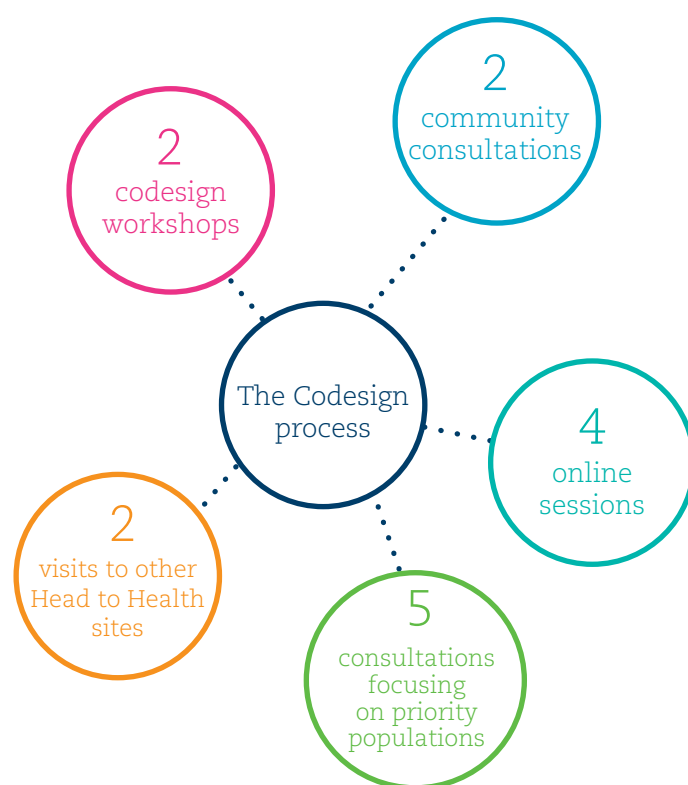 2
community
consultations
2
codesign
workshops
The Codesign
process
4
online
sessions
2
visits to other
Head to Health
sites
5
consultations
focusing
on priority
populations